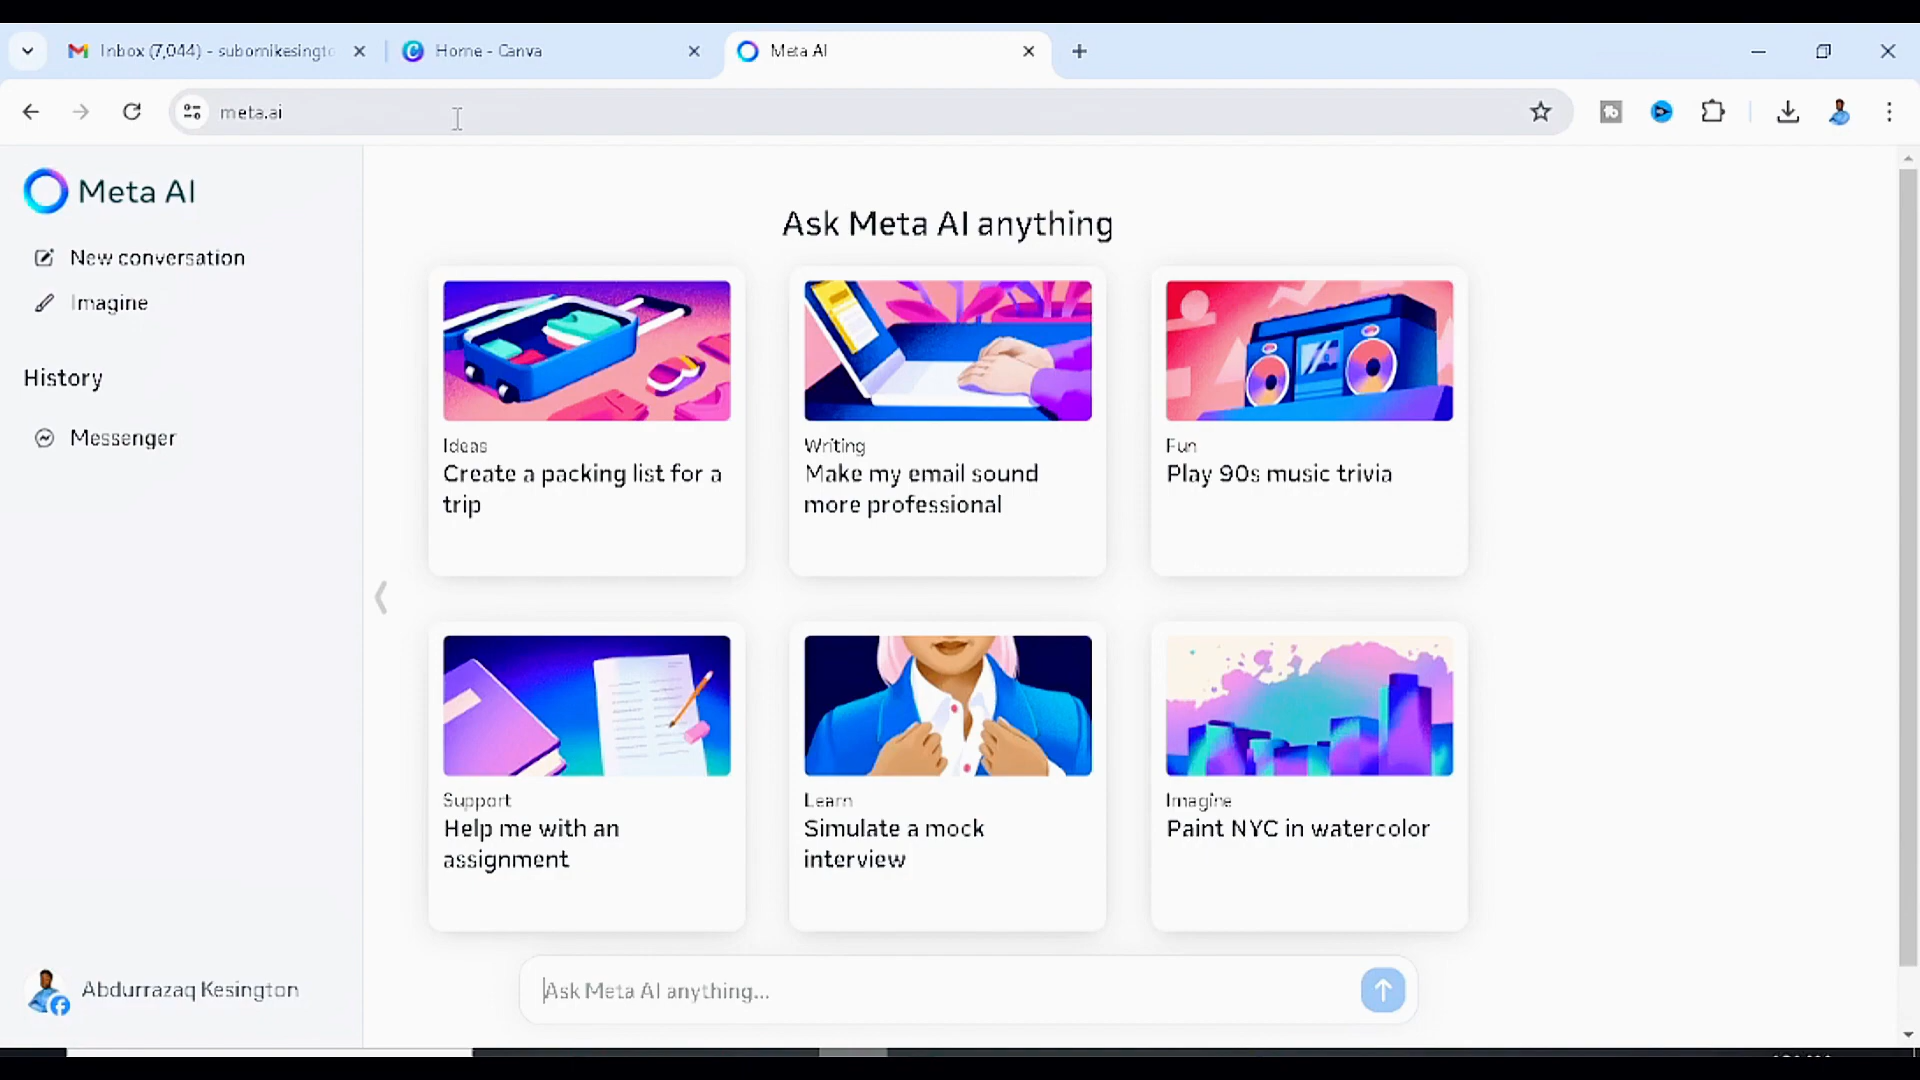 Inbox (7,044) - subomikesingto
Home - Canva
Meta AI
meta.ai
Meta AI
New conversation
Imagine
History
Messenger
Abdurrazaq Kesington
Ask Meta AI anything
Ideas
Create a packing list for a
trip
Writing
Make my email sound
more professional
Fun
Play 90s music trivia
Support
Help me with an
assignment
Learn
Simulate a mock
interview
Imagine
Paint NYC in watercolor
Ask Meta AI anything...